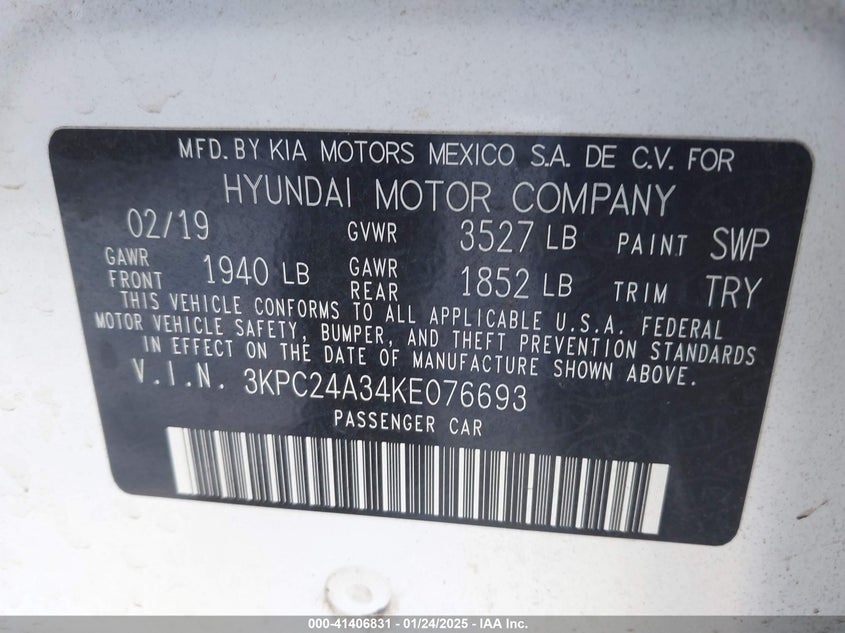 MFD. BY KIA MOTORS MEXICO S.A. DE C.V. FOR
HYUNDAI MOTOR COMPANY
02/19 GVWR 3527 LB PAINT SWP
GAWR FRONT 1940 LB GAWR REAR 1852 LB TRIM TRY
THIS VEHICLE CONFORMS TO ALL APPLICABLE U.S.A. FEDERAL
MOTOR VEHICLE SAFETY, BUMPER, AND THEFT PREVENTION STANDARDS
IN EFFECT ON THE DATE OF MANUFACTURE SHOWN ABOVE.
V.I.N. 3KPC24A34KE076693
PASSENGER CAR
000-41406831 - 01/24/2025 - IAA Inc.